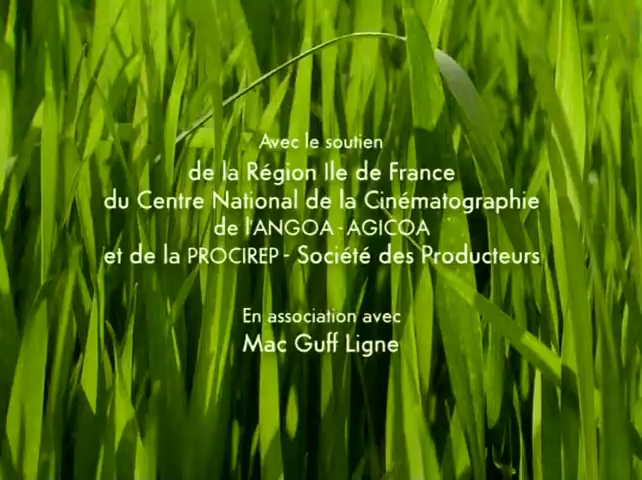 Avec le soutien
de la Région Ile de France
du Centre National de la Cinématographie
de l'ANGOA - AGICOA
et de la PROCIREP - Société des Producteurs
En association avec
Mac Guff Ligne